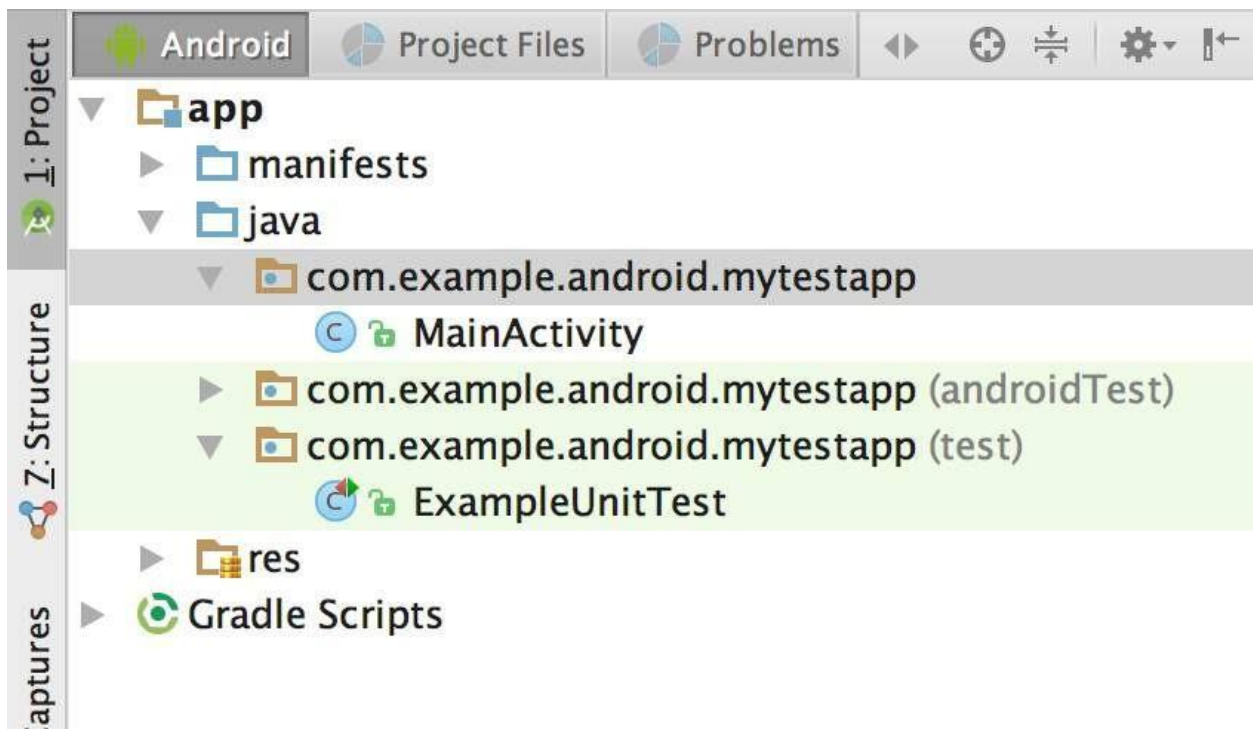 Android Project Files Problems
1: Project
app
manifests
java
com.example.android.mytestapp
C MainActivity
com.example.android.mytestapp (androidTest)
com.example.android.mytestapp (test)
C ExampleUnitTest
res
Gradle Scripts
7: Structure
aptures